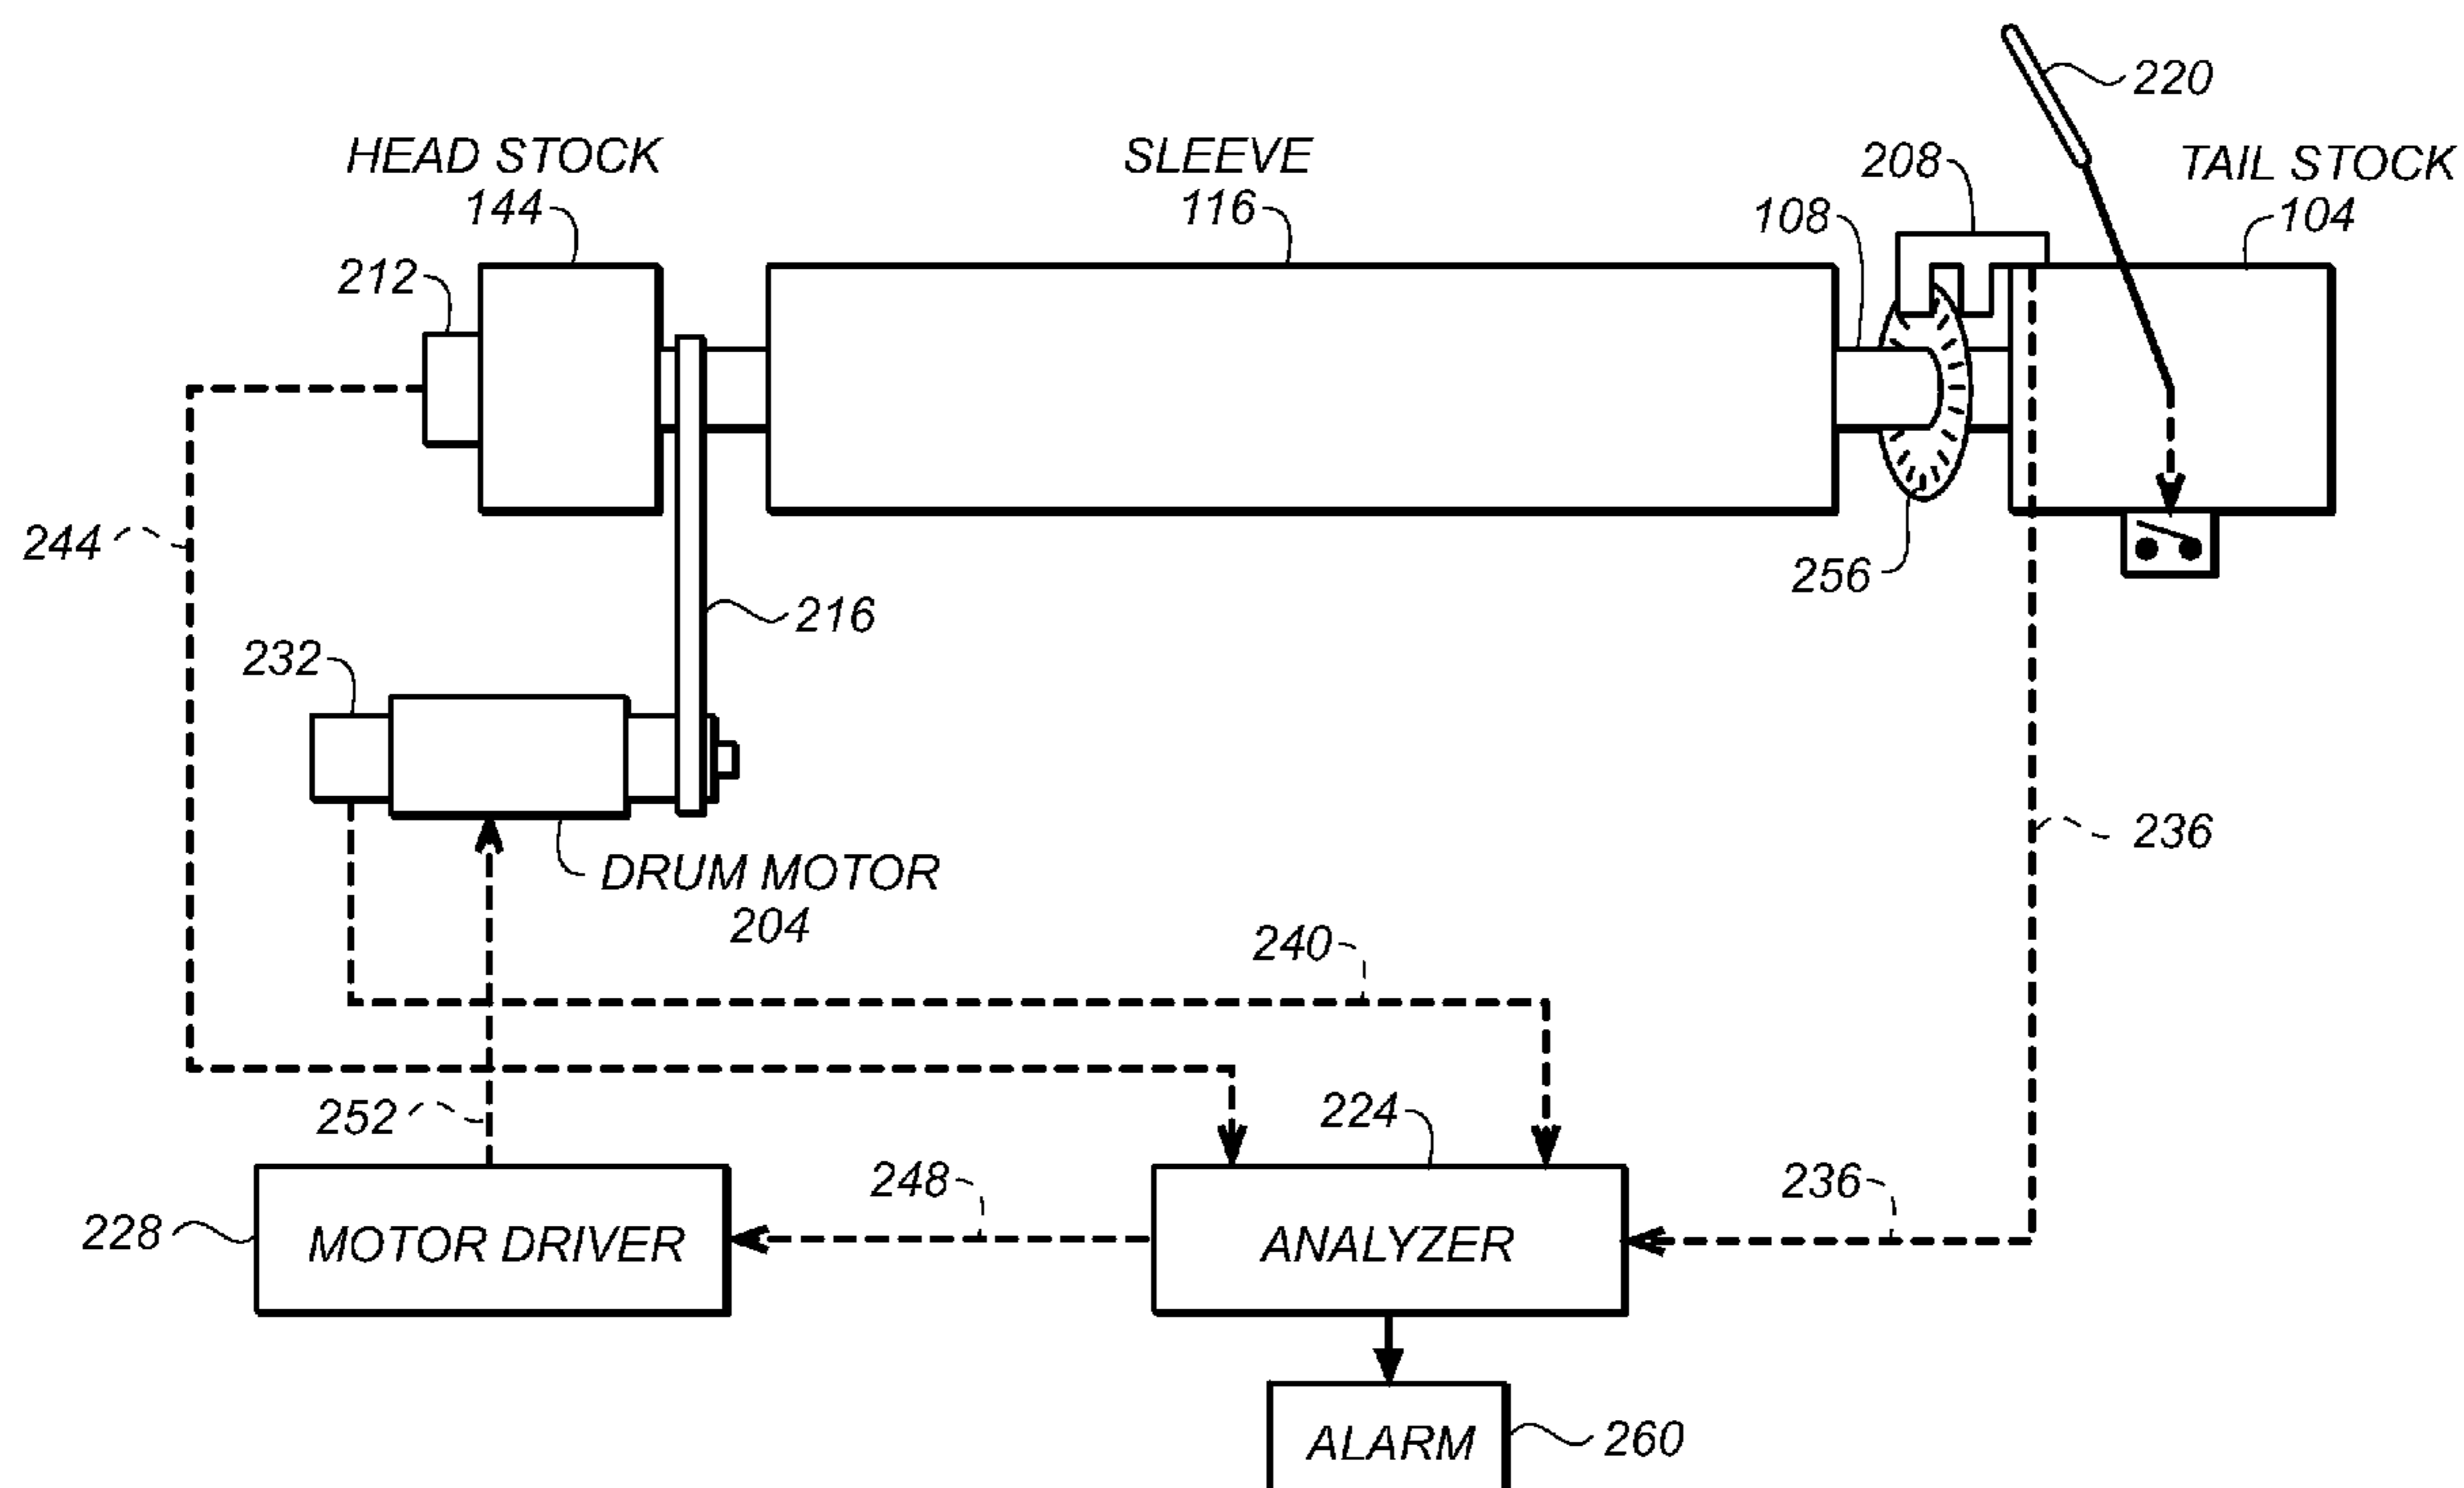 220
HEAD STOCK
144
SLEEVE
116
208
TAIL STOCK
104
108
212
244
256
216
232
236
DRUM MOTOR
204
240
252
224
248
236
228
MOTOR DRIVER
ANALYZER
ALARM
260